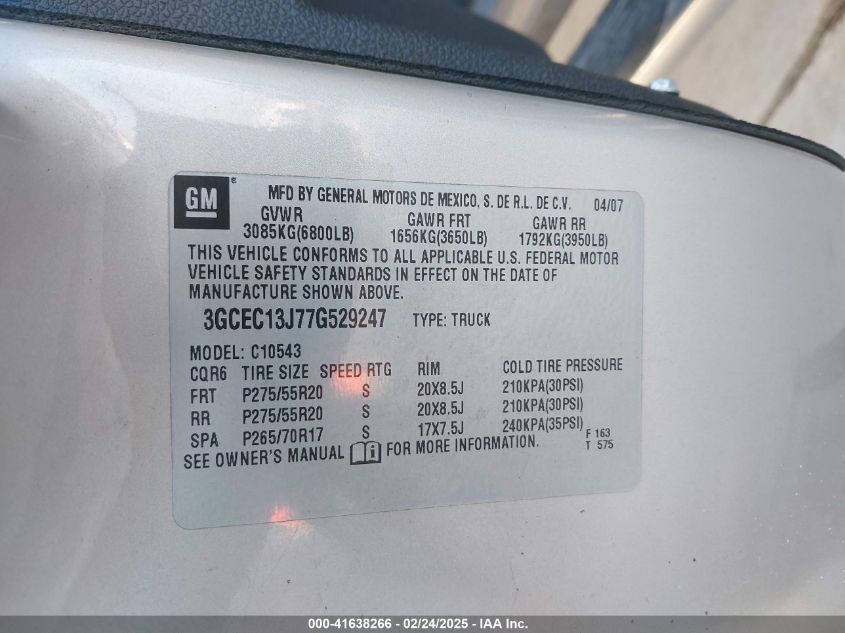 GM ® MFD BY GENERAL MOTORS DE MEXICO, S. DE R.L. DE C.V. 04/07
GVWR GAWR FRT GAWR RR
3085KG(6800LB) 1656KG(3650LB) 1792KG(3950LB)
THIS VEHICLE CONFORMS TO ALL APPLICABLE U.S. FEDERAL MOTOR
VEHICLE SAFETY STANDARDS IN EFFECT ON THE DATE OF
MANUFACTURE SHOWN ABOVE.
3GCEC13J77G529247 TYPE: TRUCK
MODEL: C10543
CQR6 TIRE SIZE SPEED RTG RIM COLD TIRE PRESSURE
FRT P275/55R20 S 20X8.5J 210KPA(30PSI)
RR P275/55R20 S 20X8.5J 210KPA(30PSI)
SPA P265/70R17 S 17X7.5J 240KPA(35PSI) F 163
SEE OWNER'S MANUAL i FOR MORE INFORMATION. T 575
000-41638266 - 02/24/2025 - IAA Inc.